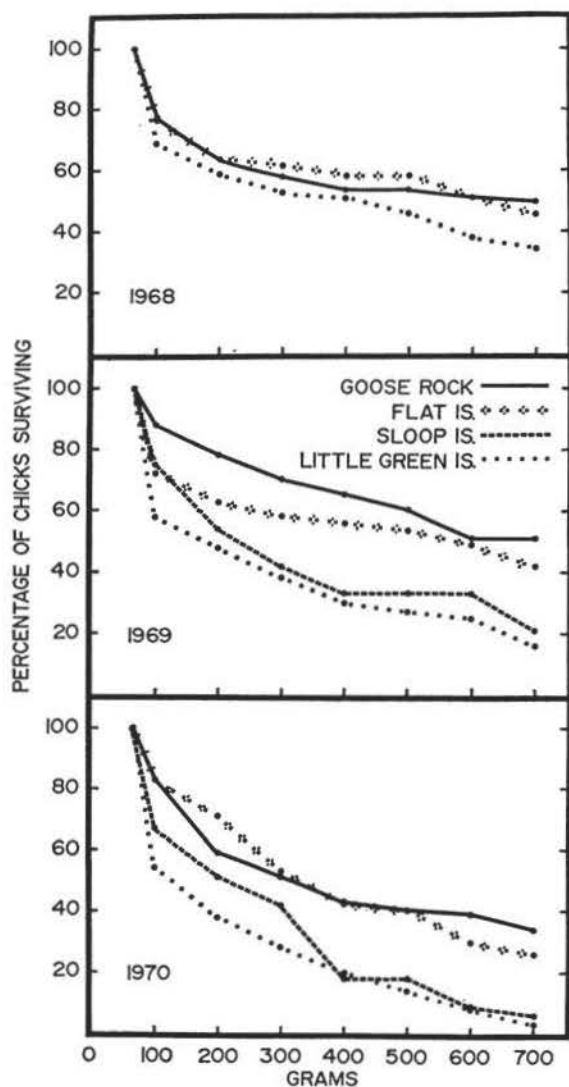 100
80
60
40
20
1968
PERCENTAGE OF CHICKS SURVIVING
100
80
60
40
20
GOOSE ROCK
FLAT IS.
SLOOP IS.
LITTLE GREEN IS.
1969
100
80
60
40
20
1970
0 100 200 300 400 500 600 700
GRAMS